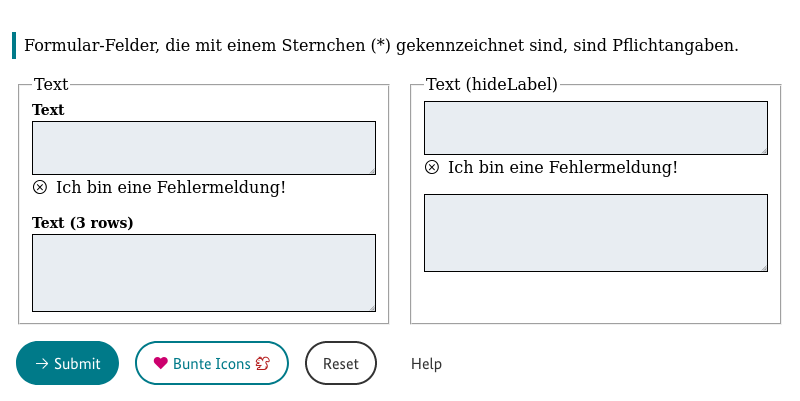 Formular-Felder, die mit einem Sternchen (*) gekennzeichnet sind, sind Pflichtangaben.
Text
Text
Ich bin eine Fehlermeldung!
Text (3 rows)
Text (hideLabel)
Ich bin eine Fehlermeldung!
Submit
Bunte Icons
Reset
Help